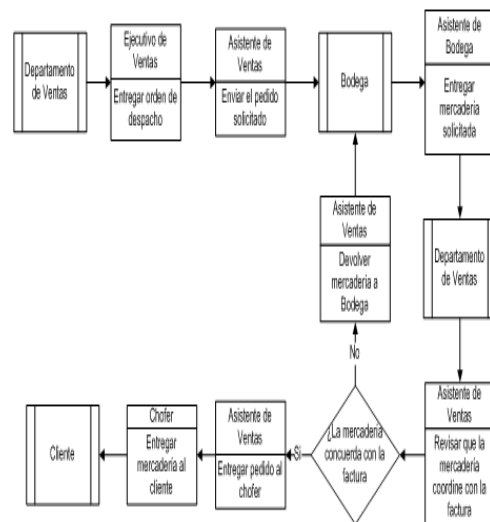 Departamento
de Ventas
Ejecutivo de
Ventas
Entregar orden de
despacho
Asistente de
Ventas
Enviar el pedido
solicitado
Bodega
Asistente de
Bodega
Entregar
mercadería
solicitada
Departamento
de Ventas
Asistente de
Ventas
Revisar que la
mercadería
coordine con la
factura
¿La mercadería
concuerda con la
factura
No
Asistente de
Ventas
Devolver
mercadería a
Bodega
Si
Asistente de
Ventas
Entregar pedido al
chofer
Chofer
Entregar
mercadería al
cliente
Cliente